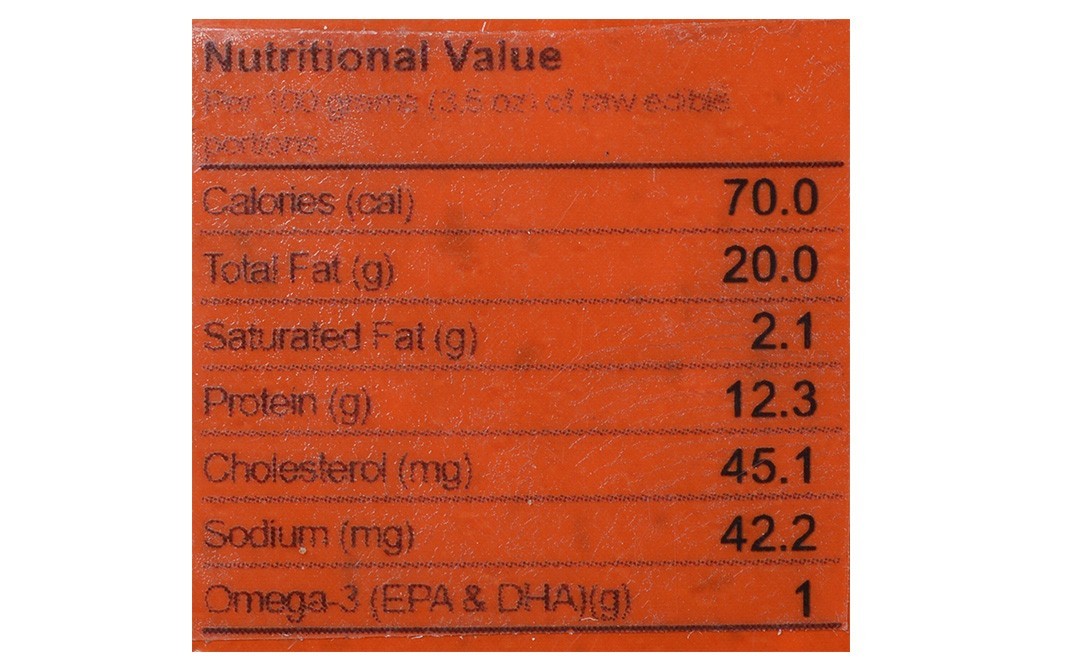 Nutritional Value
Per 100 grams (3.5 oz) of raw edible
portions
Calories (cal) 70.0
Total Fat (g) 20.0
Saturated Fat (g) 2.1
Protein (g) 12.3
Cholesterol (mg) 45.1
Sodium (mg) 42.2
Omega-3 (EPA & DHA)(g) 1